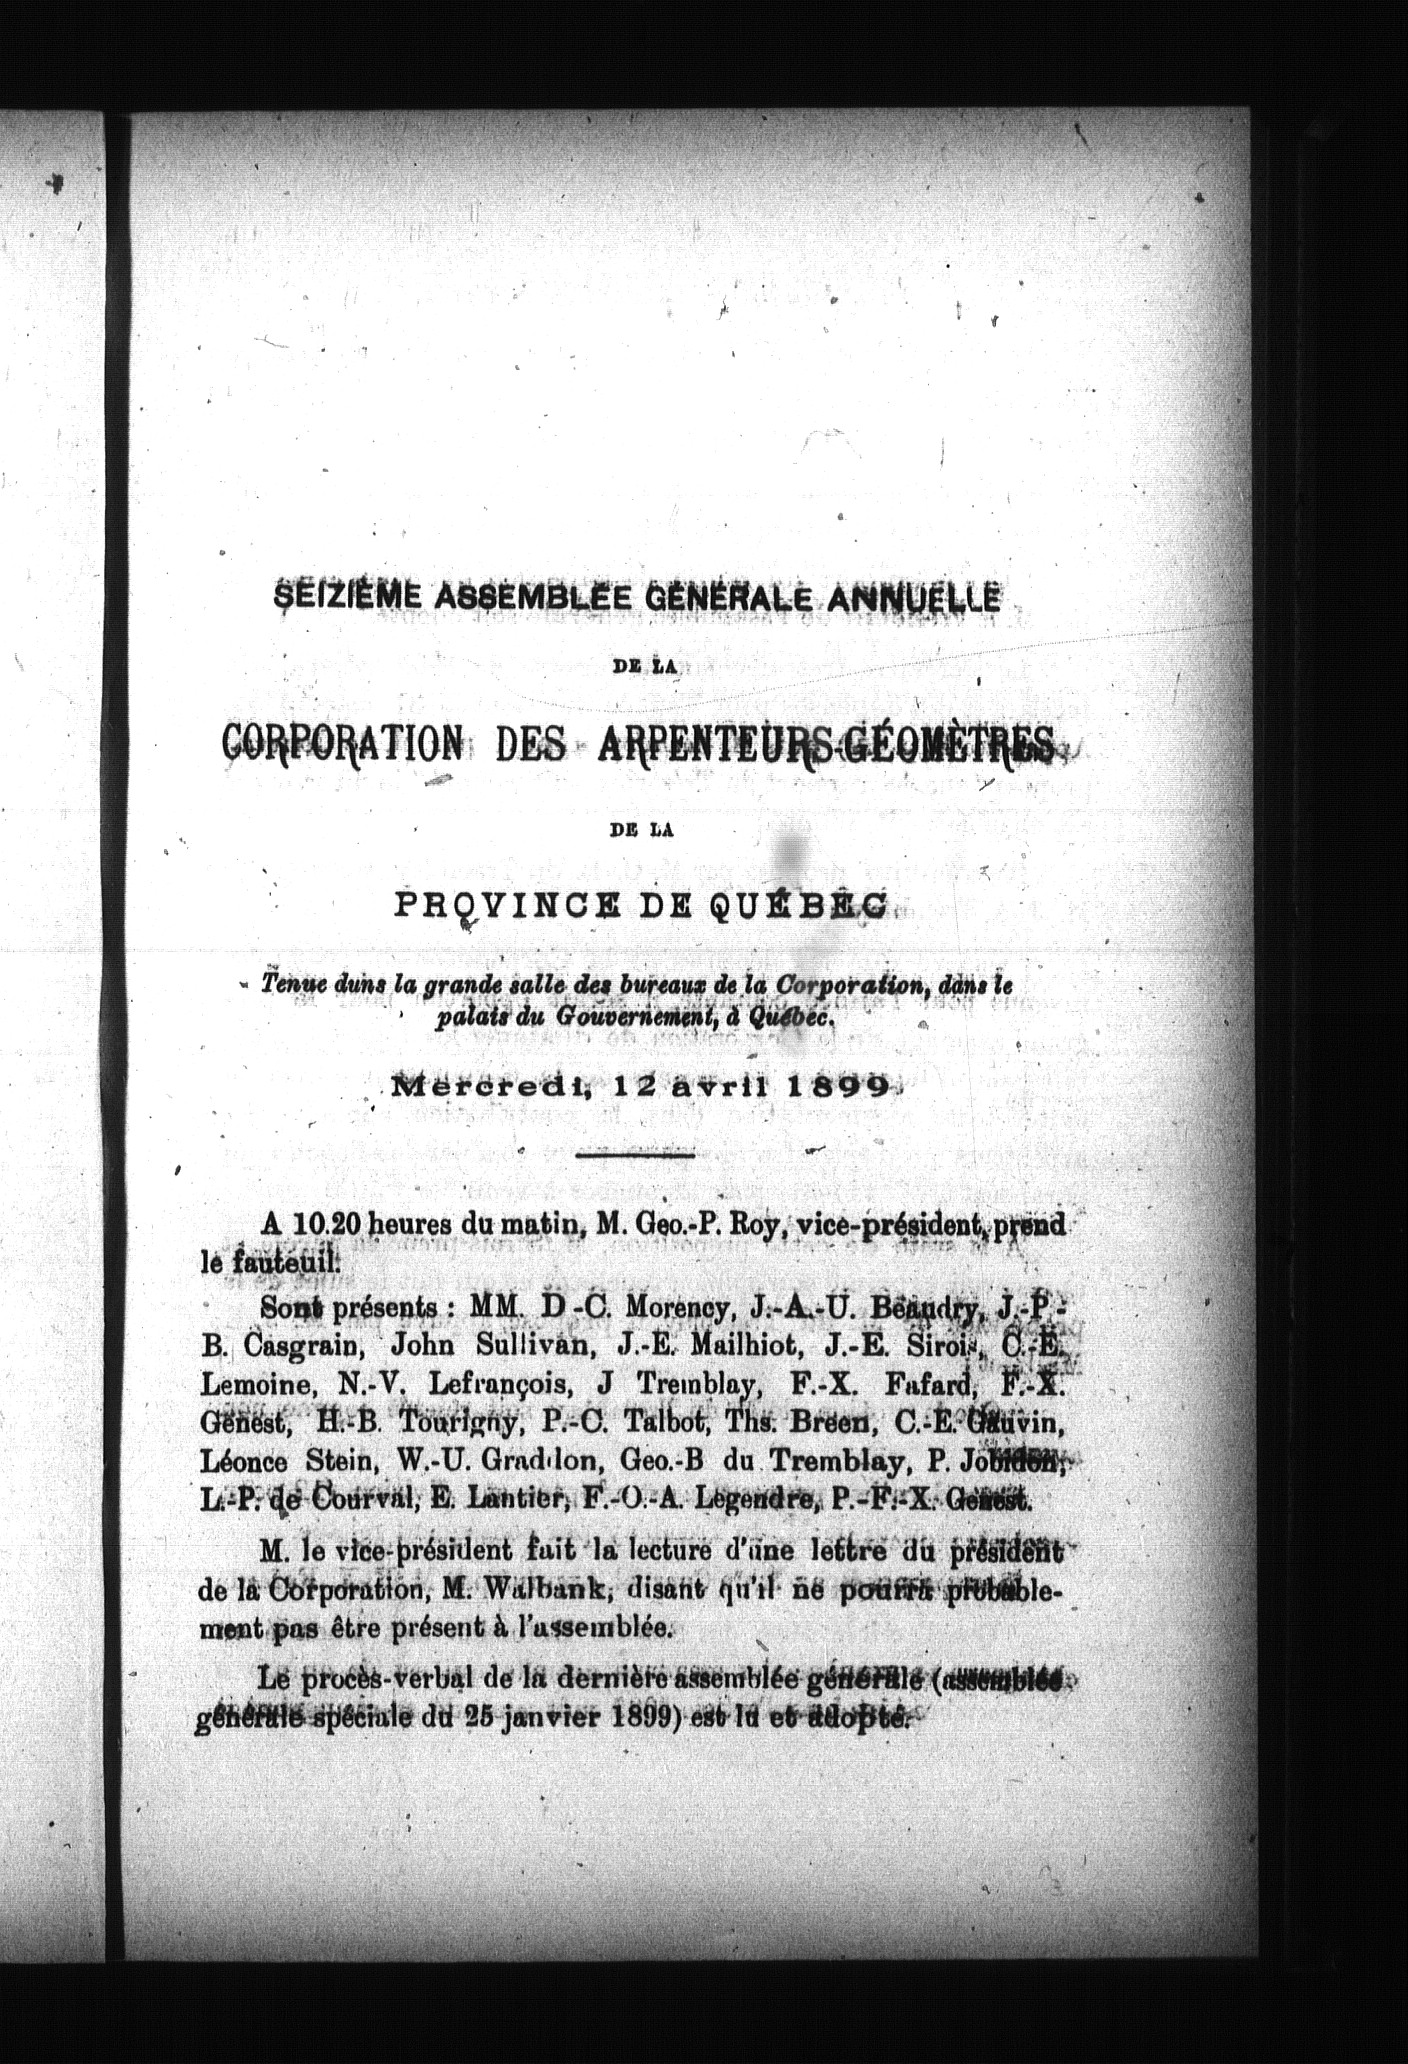 SEIZIÈME ASSEMBLÉE GÉNÉRALE ANNUELLE
DE LA
CORPORATION DES ARPENTEURS-GÉOMÈTRES
DE LA
PROVINCE DE QUÉBEC
Tenue dans la grande salle des bureaux de la Corporation, dans le
palais du Gouvernement, à Québec.
Mercredi, 12 avril 1899
A 10.20 heures du matin, M. Geo.-P. Roy, vice-président, prend
le fauteuil.
Sont présents : MM. D-C. Morency, J.-A.-U. Beaudry, J.-P.-
B. Casgrain, John Sullivan, J.-E. Mailhiot, J.-E. Sirois, C.-E.
Lemoine, N.-V. Lefrançois, J Tremblay, F.-X. Fafard, F.-X.
Genest, H.-B. Tourigny, P.-C. Talbot, Ths. Breen, C.-E. Gauvin,
Léonce Stein, W.-U. Graddon, Geo.-B du Tremblay, P. Jobidon,
L.-P. de Courval, E. Lantier, F.-O.-A. Legendre, P.-F.-X. Genest.
M. le vice-président fait la lecture d'une lettre du président
de la Corporation, M. Walbank, disant qu'il ne pourra probable-
ment pas être présent à l'assemblée.
Le procès-verbal de la dernière assemblée générale (assemblée
générale spéciale du 25 janvier 1899) est lu et adopté.